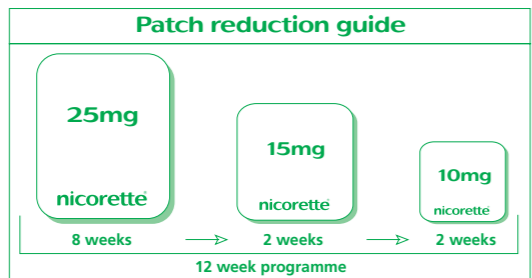 Patch reduction guide
25mg
nicorette
15mg
nicorette
10mg
nicorette
8 weeks
2 weeks
2 weeks
12 week programme